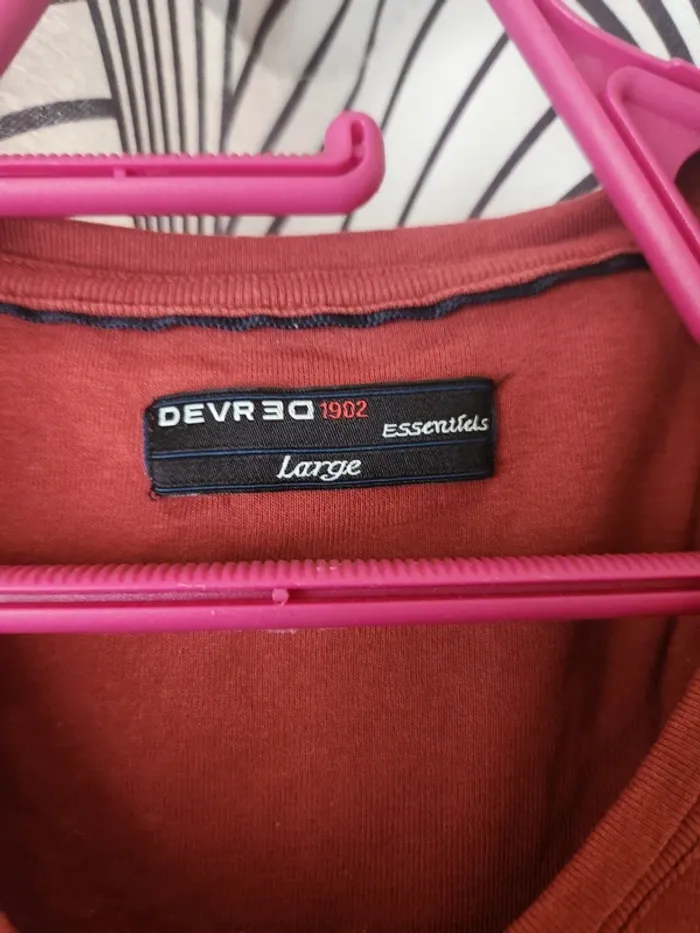 DEVRED 1902
Essentiels
Large